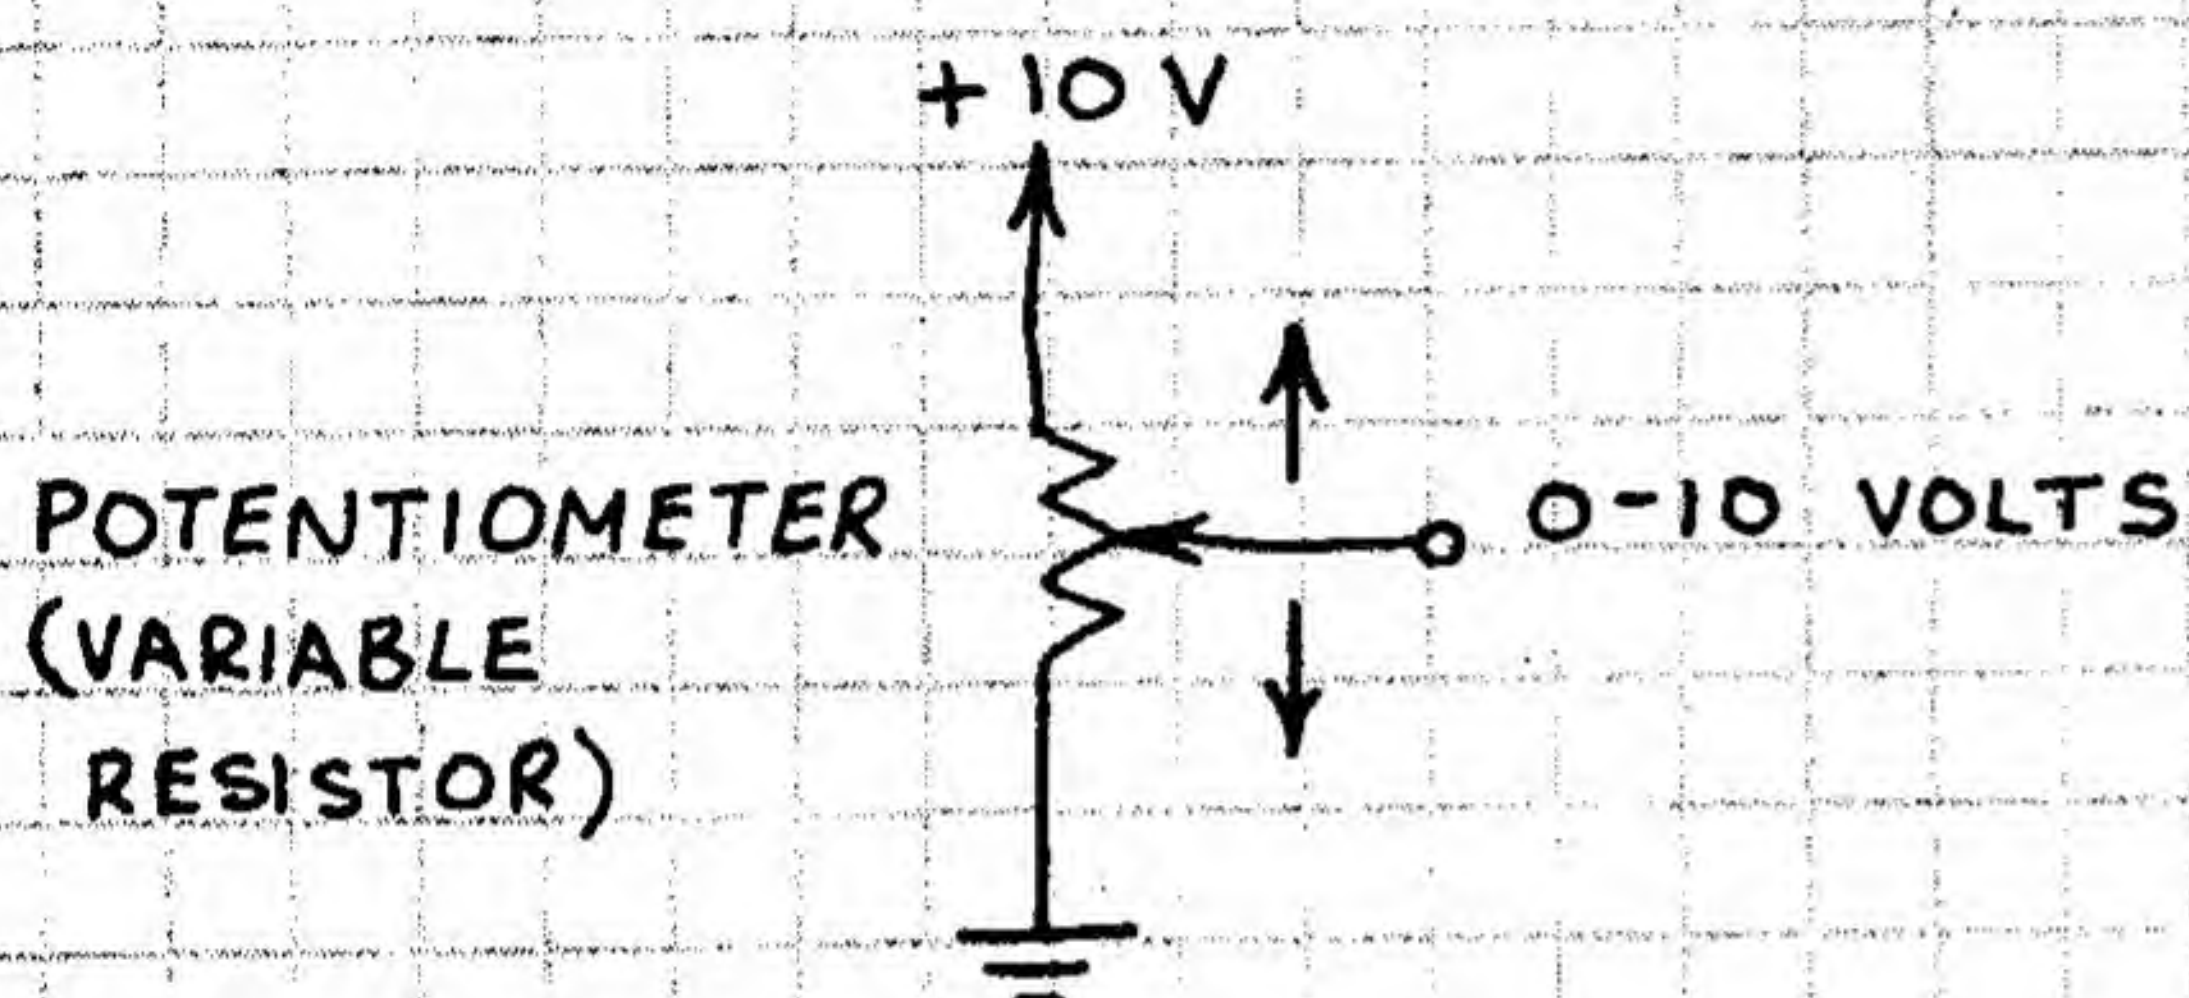 +10 V
POTENTIOMETER
(VARIABLE
RESISTOR)
0-10 VOLTS